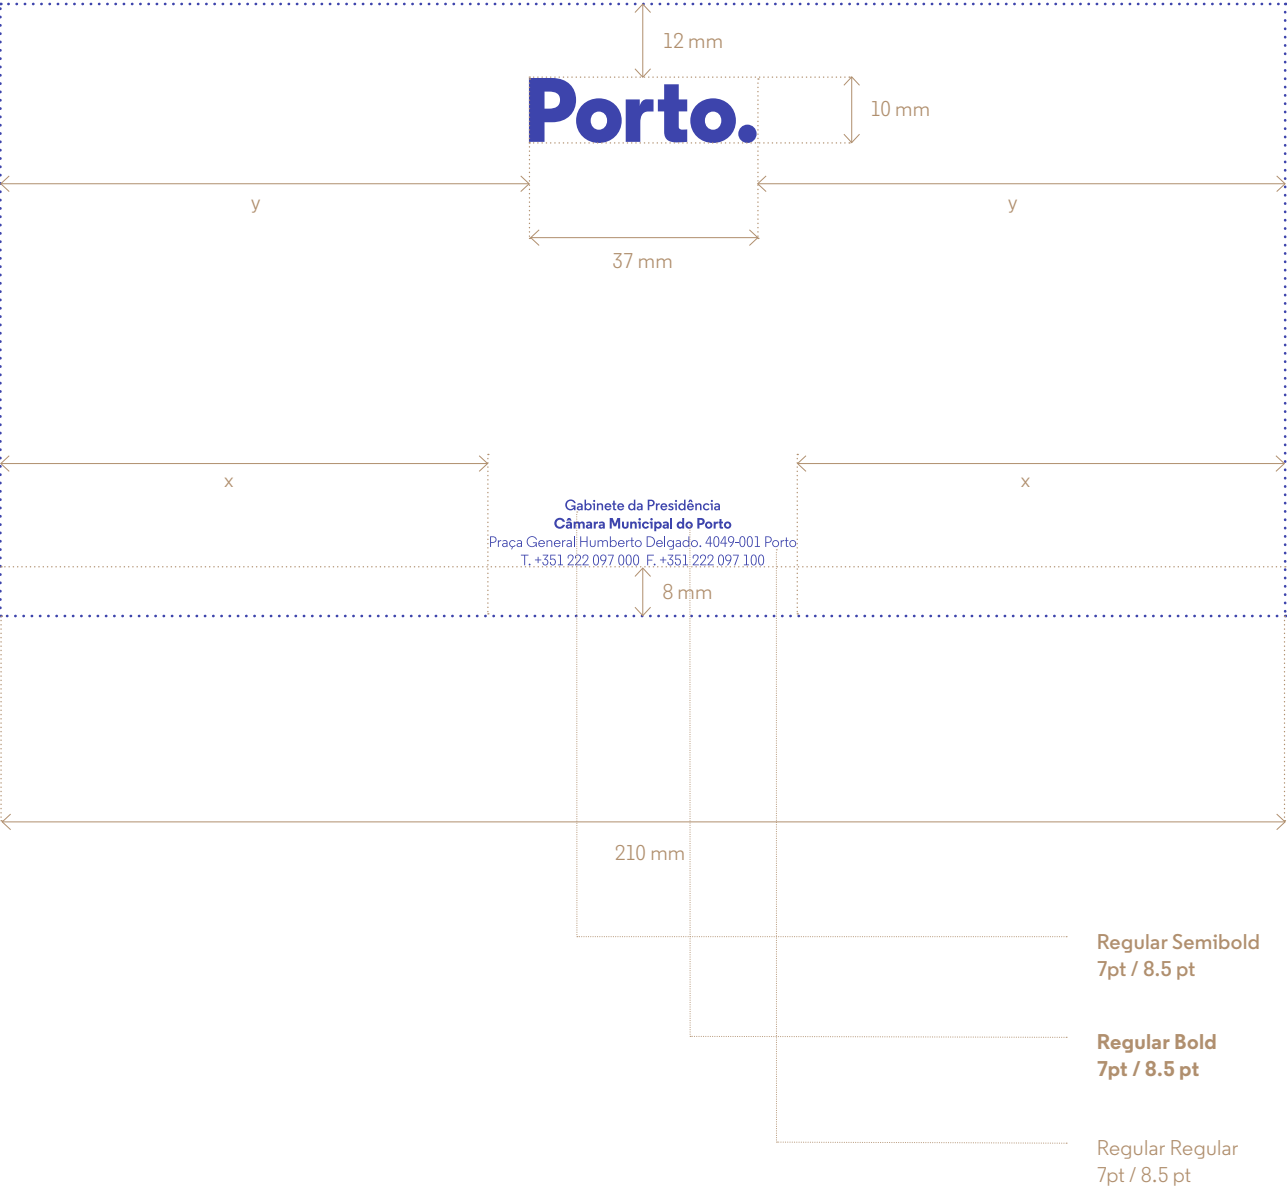 12 mm
Porto.
10 mm
y
y
37 mm
x
x
Gabinete da Presidência
Câmara Municipal do Porto
Praça General Humberto Delgado. 4049-001 Porto
T. +351 222 097 000 F. +351 222 097 100
8 mm
210 mm
Regular Semibold
7pt / 8.5 pt
Regular Bold
7pt / 8.5 pt
Regular Regular
7pt / 8.5 pt